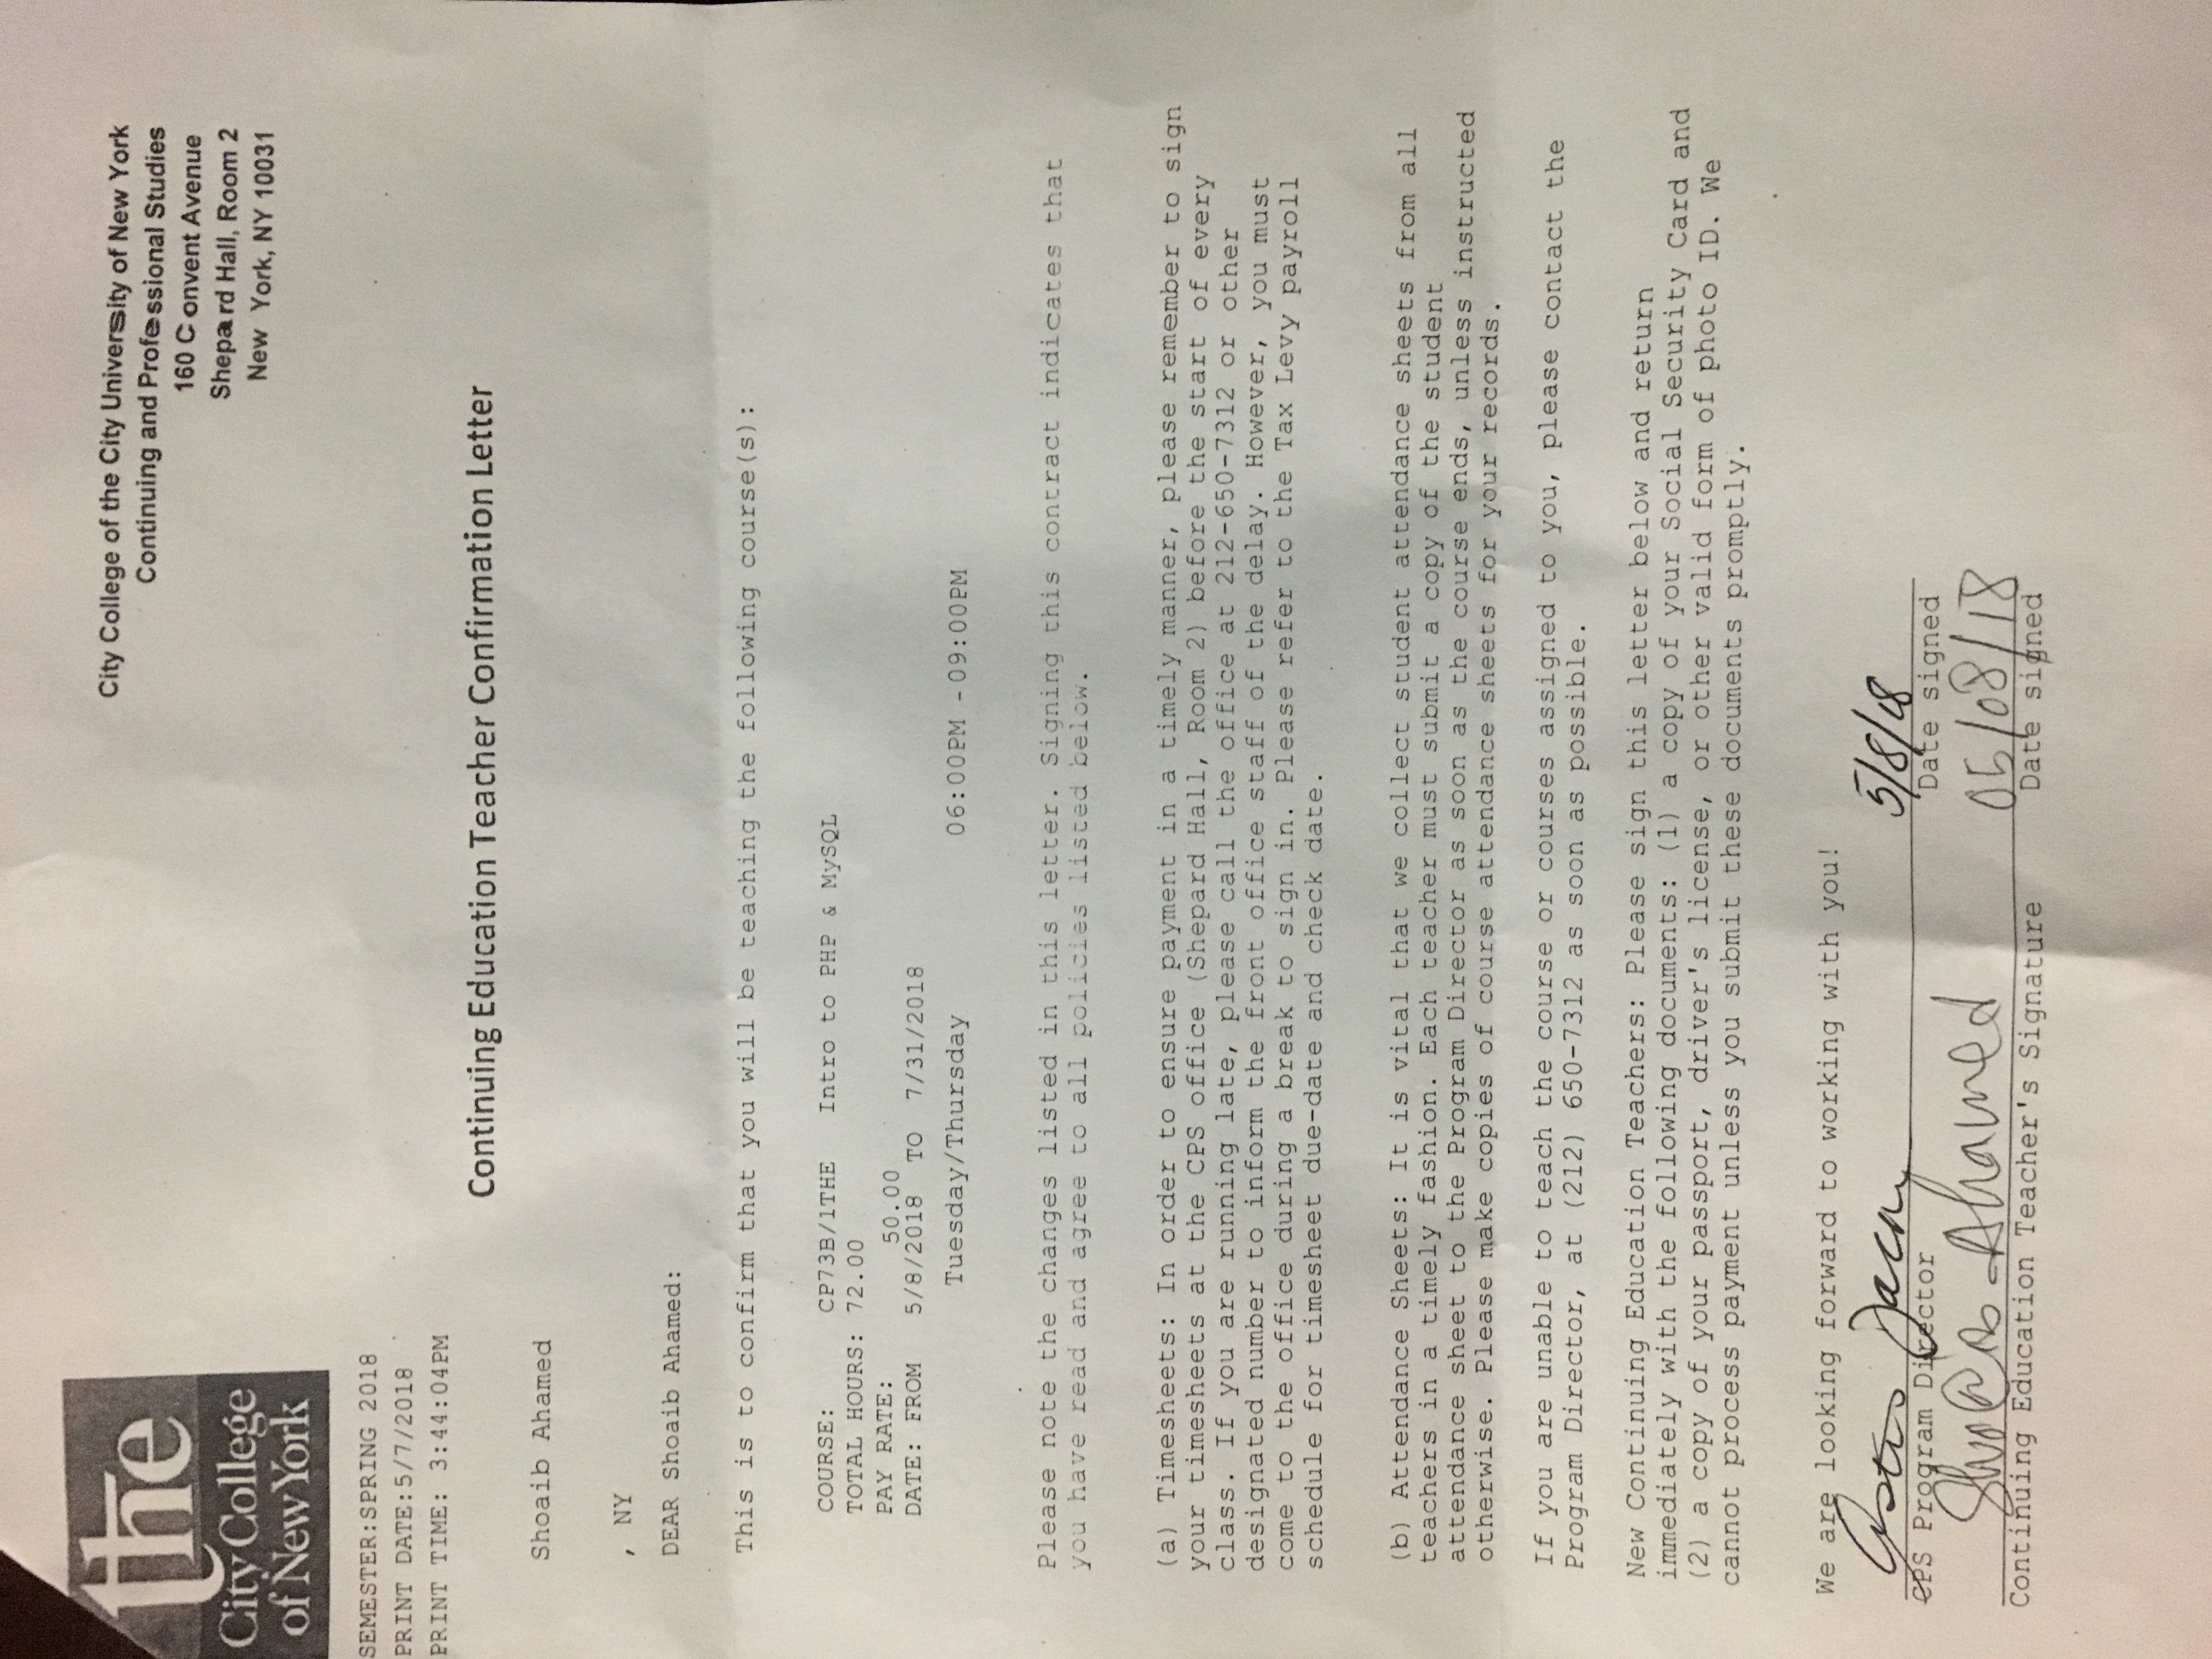 the
City College
of New York
City College of the City University of New York
Continuing and Professional Studies
160 C onvent Avenue
Shepard Hall, Room 2
New York, NY 10031
SEMESTER:SPRING 2018
PRINT DATE:5/7/2018
PRINT TIME: 3:44:04PM
Continuing Education Teacher Confirmation Letter
Shoaib Ahamed
, NY
DEAR Shoaib Ahamed:
This is to confirm that you will be teaching the following course(s):
COURSE: CP73B/1THE Intro to PHP & MySQL
TOTAL HOURS: 72.00
PAY RATE: 50.00
DATE: FROM 5/8/2018 TO 7/31/2018
Tuesday/Thursday 06:00PM -09:00PM
Please note the changes listed in this letter. Signing this contract indicates that
you have read and agree to all policies listed below.
(a) Timesheets: In order to ensure payment in a timely manner, please remember to sign
your timesheets at the CPS office (Shepard Hall, Room 2) before the start of every
class. If you are running late, please call the office at 212-650-7312 or other
designated number to inform the front office staff of the delay. However, you must
come to the office during a break to sign in. Please refer to the Tax Levy payroll
schedule for timesheet due-date and check date.
(b) Attendance Sheets: It is vital that we collect student attendance sheets from all
teachers in a timely fashion. Each teacher must submit a copy of the student
attendance sheet to the Program Director as soon as the course ends, unless instructed
otherwise. Please make copies of course attendance sheets for your records.
If you are unable to teach the course or courses assigned to you, please contact the
Program Director, at (212) 650-7312 as soon as possible.
New Continuing Education Teachers: Please sign this letter below and return
immediately with the following documents: (1) a copy of your Social Security Card and
(2) a copy of your passport, driver's license, or other valid form of photo ID. We
cannot process payment unless you submit these documents promptly.
We are looking forward to working with you!
5/8/18
CPS Program Director Date signed
Ahamed 05/08/18
Continuing Education Teacher's Signature Date signed